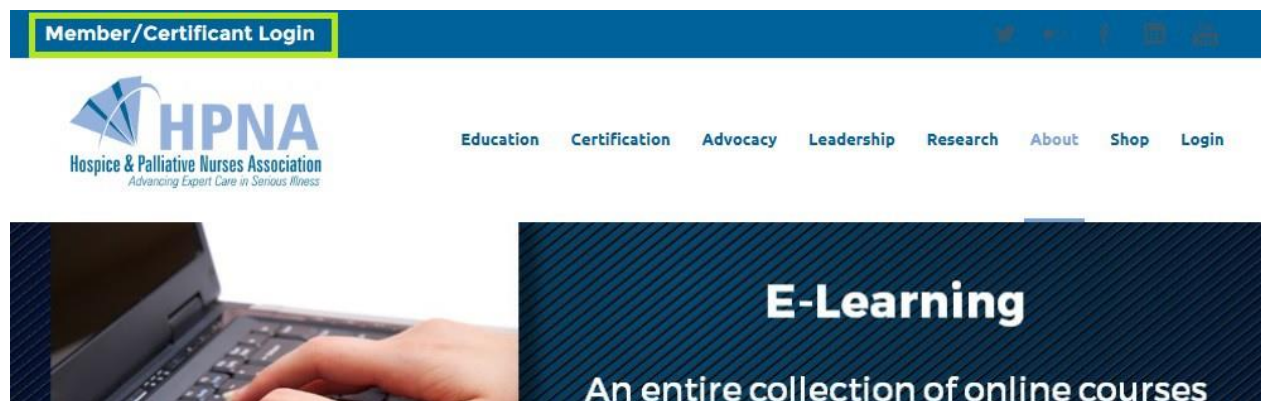 Member/Certificant Login
HPNA
Hospice & Palliative Nurses Association
Advancing Expert Care in Serious Illness
Education Certification Advocacy Leadership Research About Shop Login
E-Learning
An entire collection of online courses